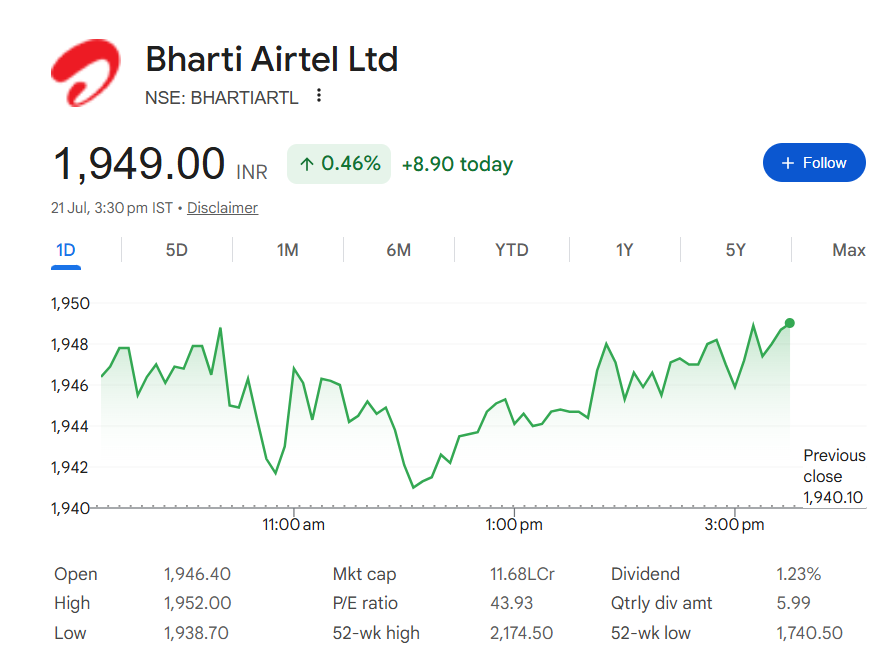 Bharti Airtel Ltd
NSE: BHARTIARTL
1,949.00 INR ↑ 0.46% +8.90 today
+ Follow
21 Jul, 3:30 pm IST • Disclaimer
1D 5D 1M 6M YTD 1Y 5Y Max
1,950
1,948
1,946
1,944
1,942
1,940
Previous
close
1,940.10
11:00 am 1:00 pm 3:00 pm
Open 1,946.40 Mkt cap 11.68LCr Dividend 1.23%
High 1,952.00 P/E ratio 43.93 Qtrly div amt 5.99
Low 1,938.70 52-wk high 2,174.50 52-wk low 1,740.50